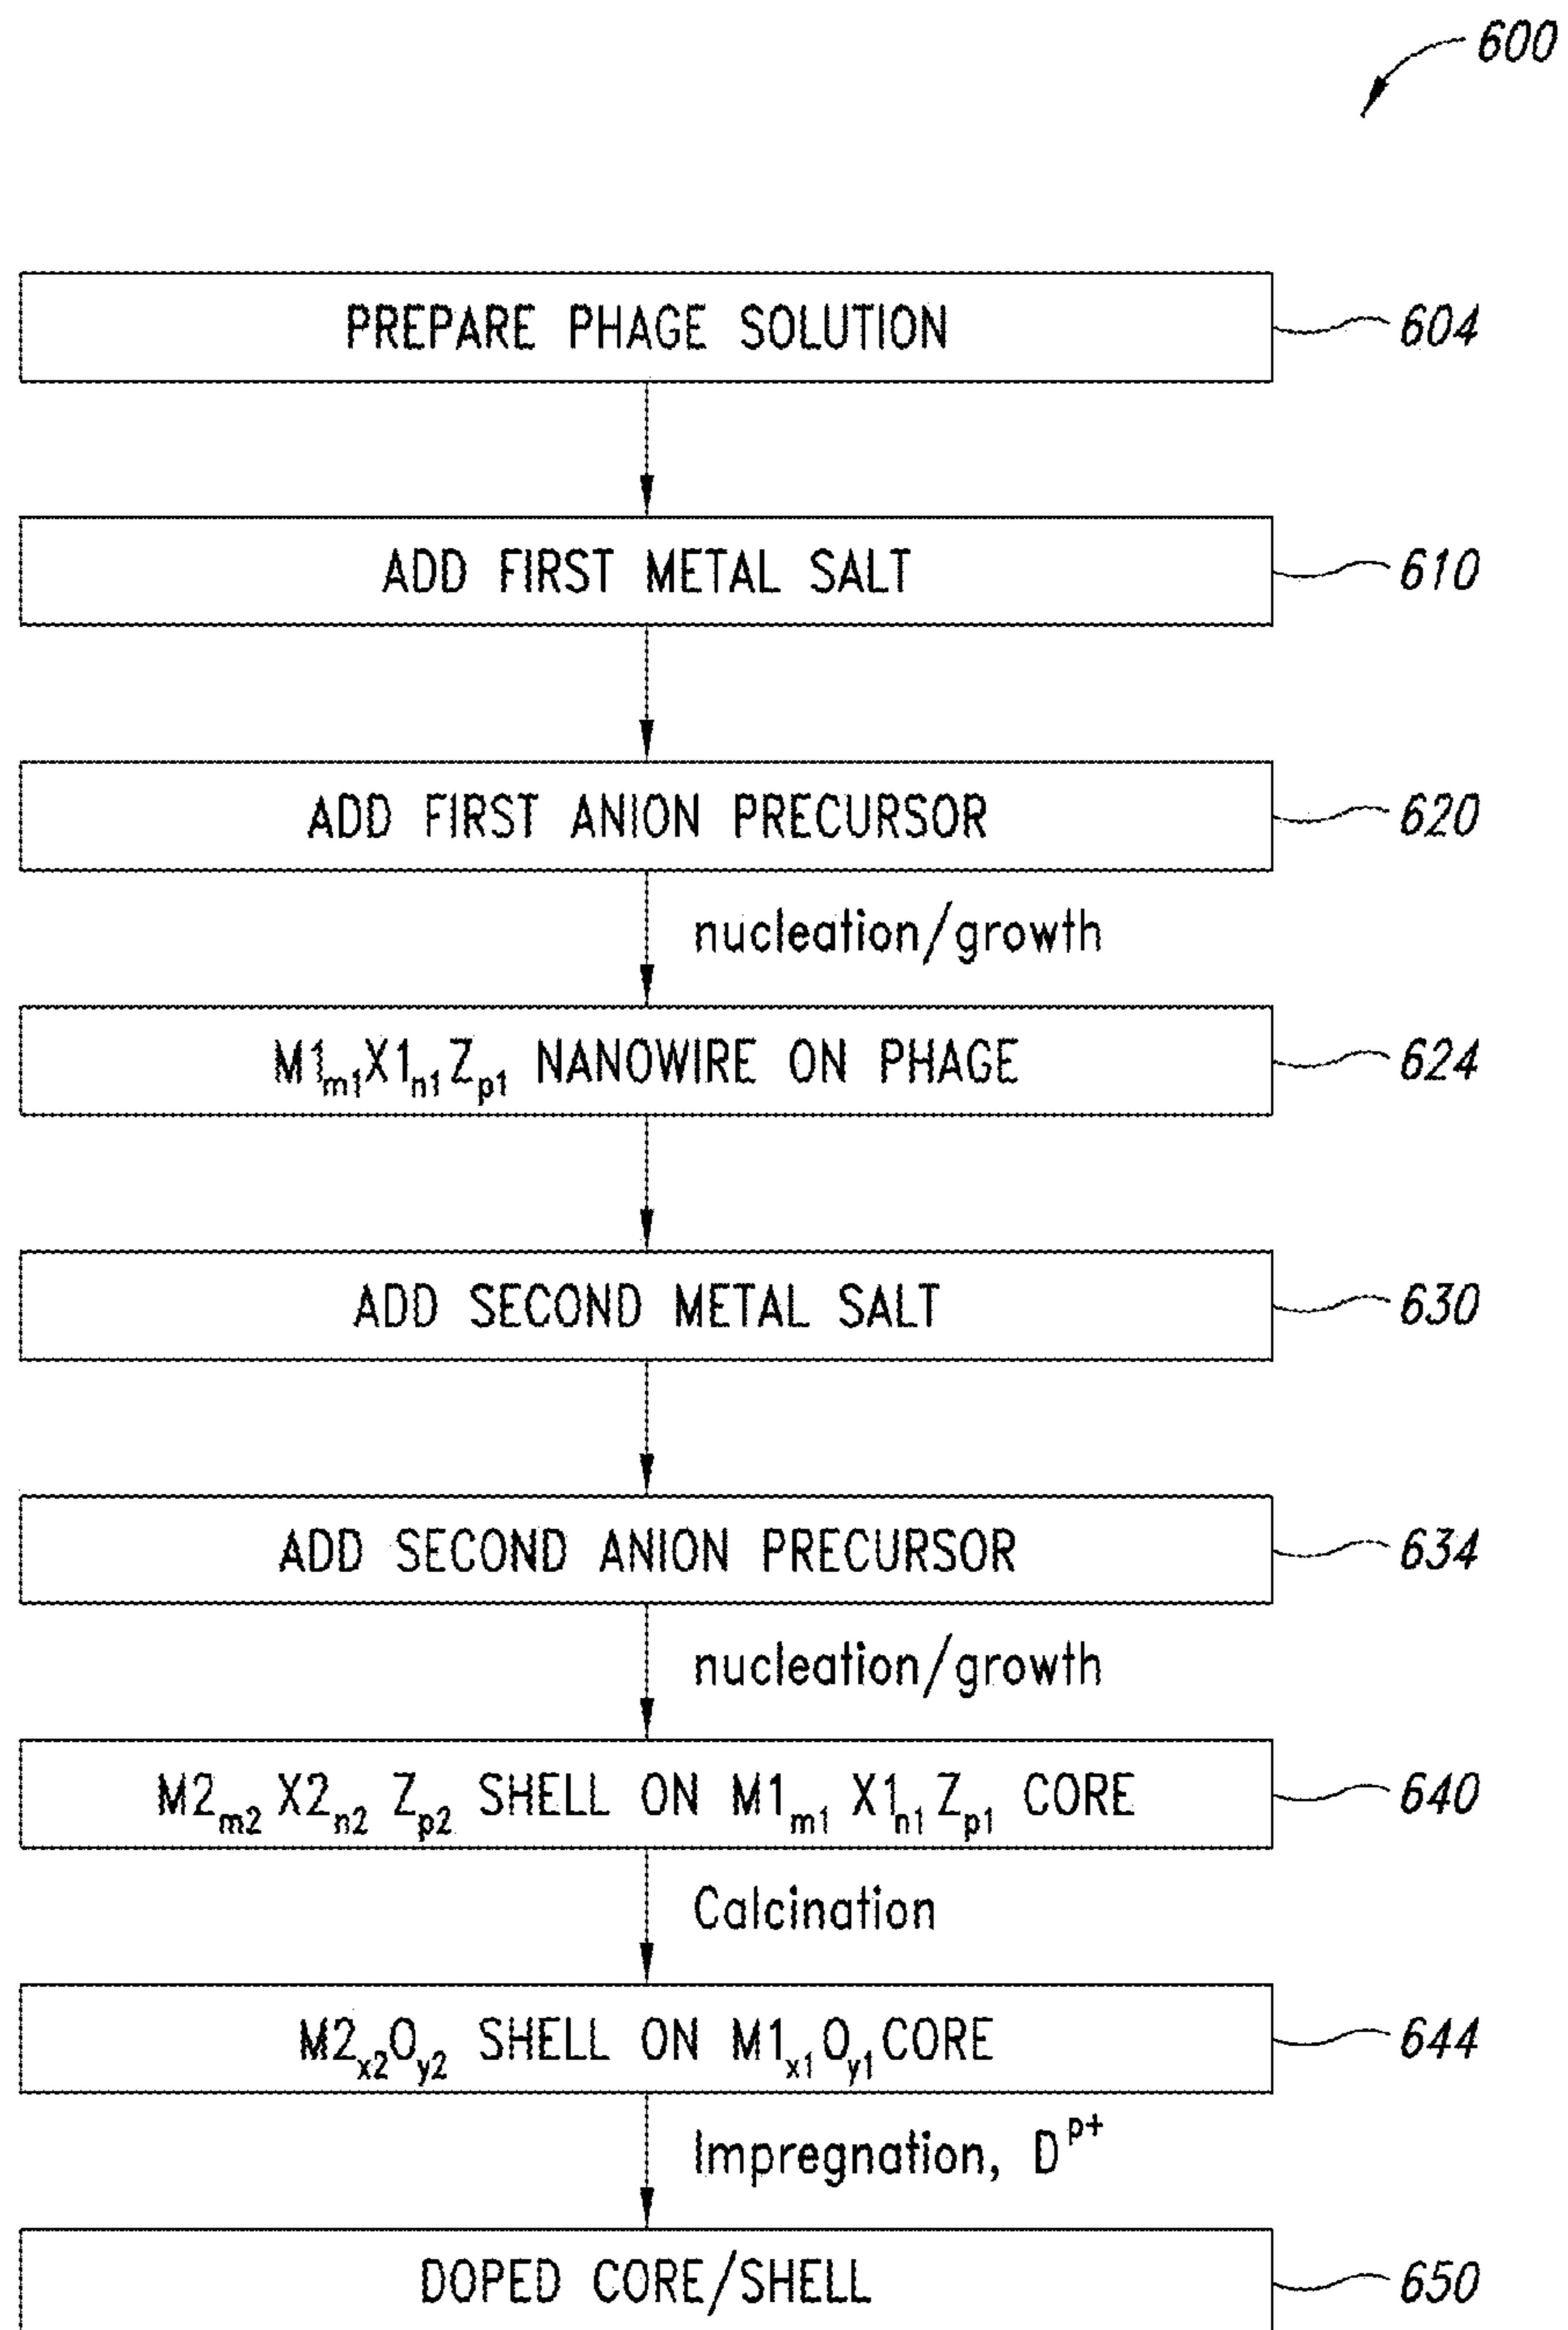 600
PREPARE PHAGE SOLUTION 604
ADD FIRST METAL SALT 610
ADD FIRST ANION PRECURSOR 620
nucleation/growth
M1ₘ₁X1ₙ₁Zₚ₁ NANOWIRE ON PHAGE 624
ADD SECOND METAL SALT 630
ADD SECOND ANION PRECURSOR 634
nucleation/growth
M2ₘ₂ X2ₙ₂ Zₚ₂ SHELL ON M1ₘ₁ X1ₙ₁ Zₚ₁ CORE 640
Calcination
M2ₓ₂Oy₂ SHELL ON M1ₓ₁Oy₁ CORE 644
Impregnation, Dᵖ⁺
DOPED CORE/SHELL 650